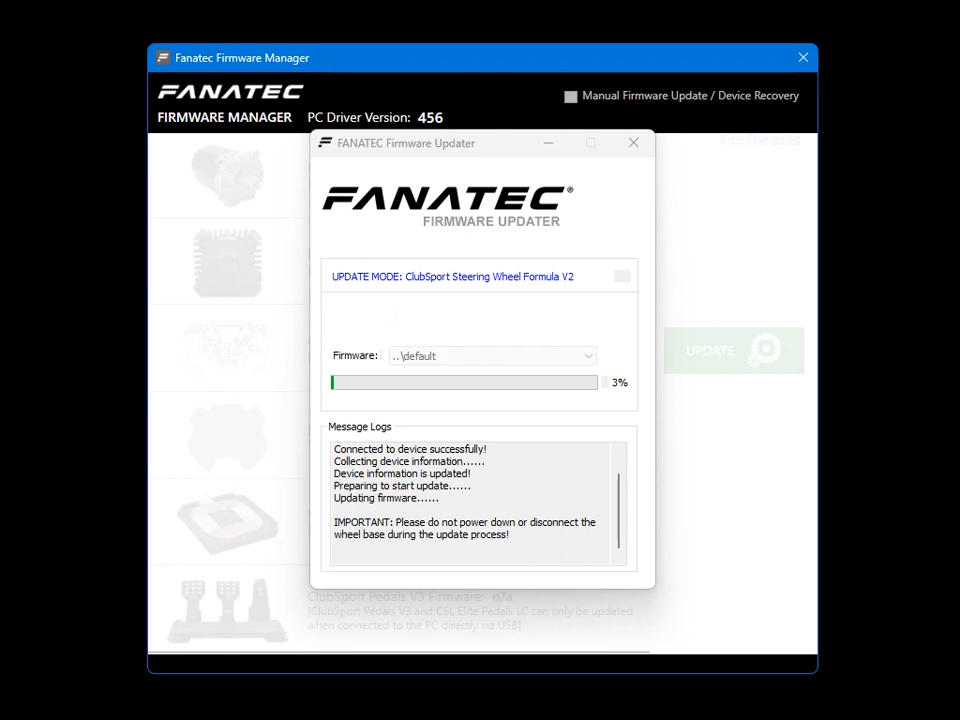 Fanatec Firmware Manager
FANATEC
FIRMWARE MANAGER PC Driver Version: 456
Manual Firmware Update / Device Recovery
FANATEC Firmware Updater
FANATEC®
FIRMWARE UPDATER
UPDATE MODE: ClubSport Steering Wheel Formula V2
Firmware: ..\default
3%
UPDATE
Message Logs
Connected to device successfully!
Collecting device information......
Device information is updated!
Preparing to start update......
Updating firmware......
IMPORTANT: Please do not power down or disconnect the
wheel base during the update process!
ClubSport Pedals V3 Firmware: n/a
[ClubSport Pedals V3 and CSL Elite Pedals LC can only be updated
when connected to the PC directly via USB]